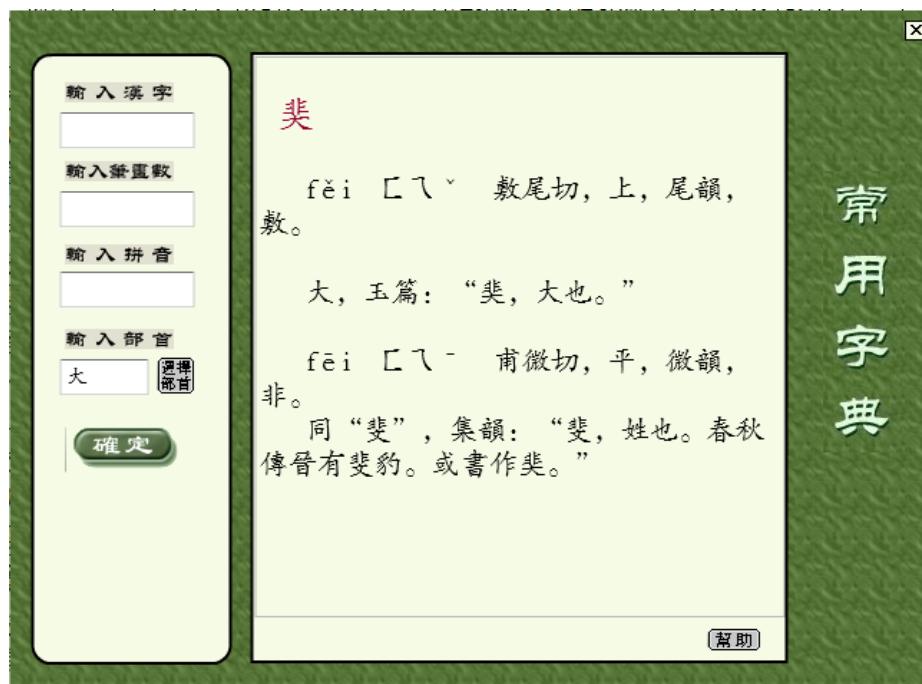 輸入漢字
輸入筆畫數
輸入拼音
輸入部首
大
選擇
部首
確定
奜
fěi ㄈㄟˇ 敷尾切，上，尾韻，
敷。
大，玉篇：“奜，大也。”
fēi ㄈㄟˉ 甫微切，平，微韻，
非。
同“斐”，集韻：“斐，姓也。春秋
傳晉有斐豹。或書作奜。”
幫助
常用字典